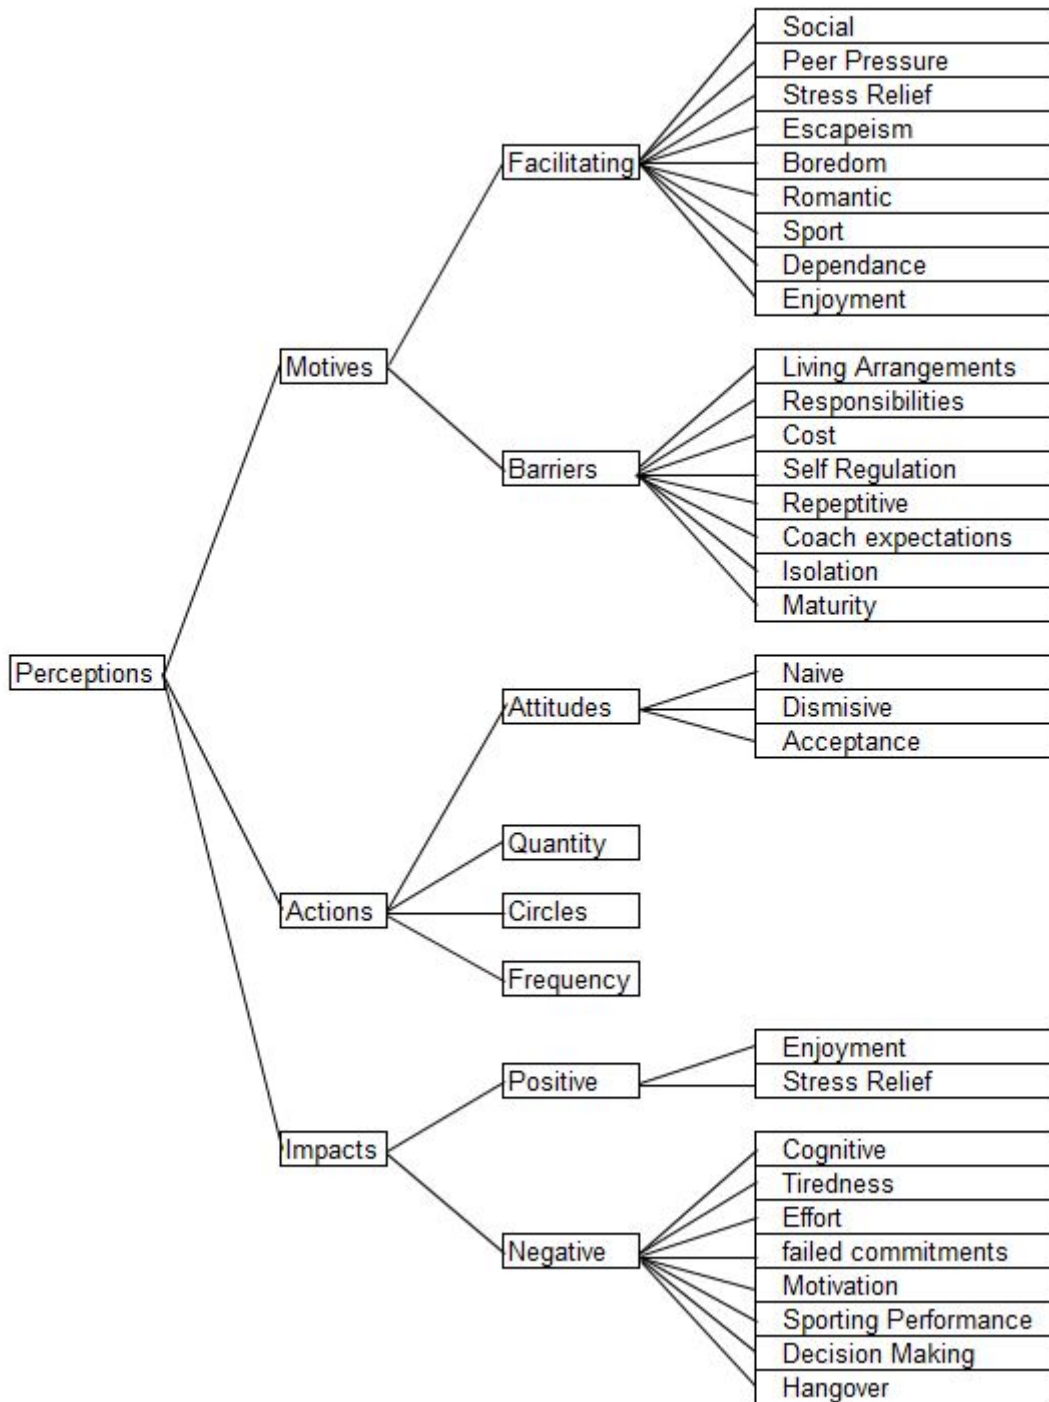 Social
Peer Pressure
Stress Relief
Escapeism
Facilitating
Boredom
Romantic
Sport
Dependance
Enjoyment
Motives
Living Arrangements
Responsibilities
Cost
Barriers
Self Regulation
Repeptitive
Coach expectations
Isolation
Maturity
Perceptions
Naive
Attitudes
Dismisive
Acceptance
Quantity
Actions
Circles
Frequency
Enjoyment
Positive
Stress Relief
Impacts
Cognitive
Tiredness
Effort
Negative
failed commitments
Motivation
Sporting Performance
Decision Making
Hangover